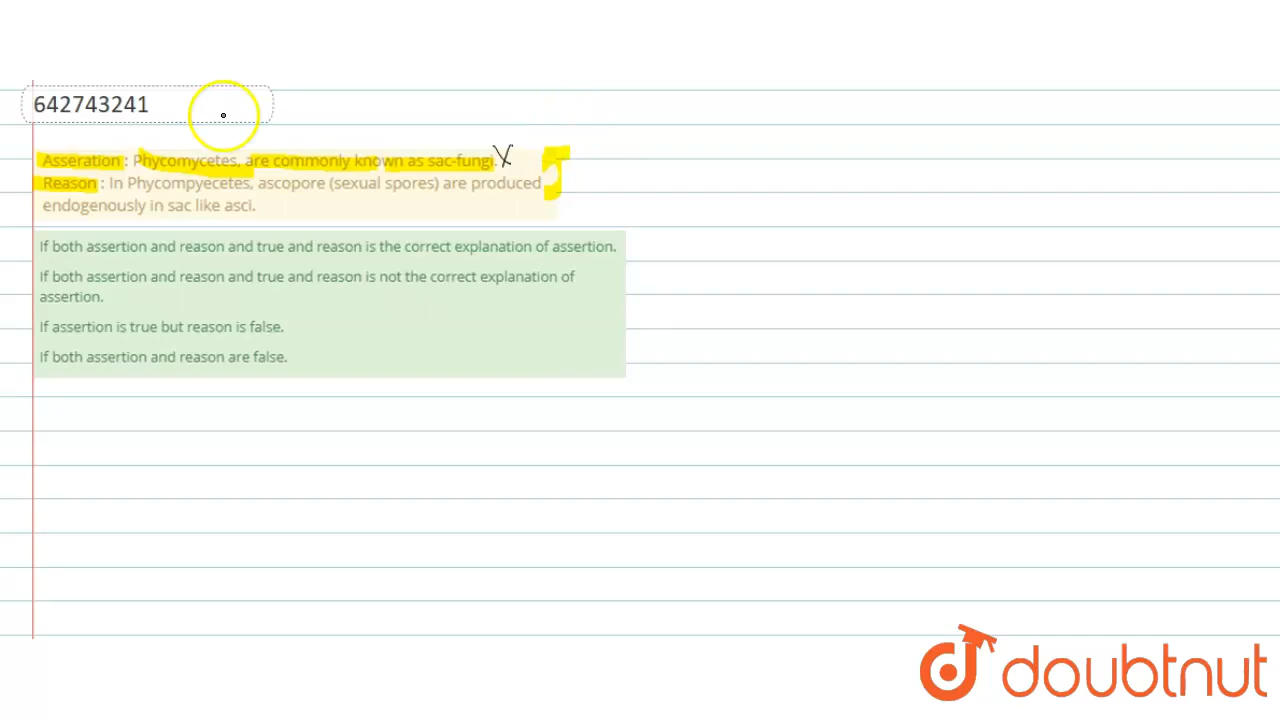 642743241
Asseration : Phycomycetes, are commonly known as sac-fungi. X
Reason : In Phycompyecetes, ascopore (sexual spores) are produced
endogenously in sac like asci.
If both assertion and reason and true and reason is the correct explanation of assertion.
If both assertion and reason and true and reason is not the correct explanation of
assertion.
If assertion is true but reason is false.
If both assertion and reason are false.
doubtnut